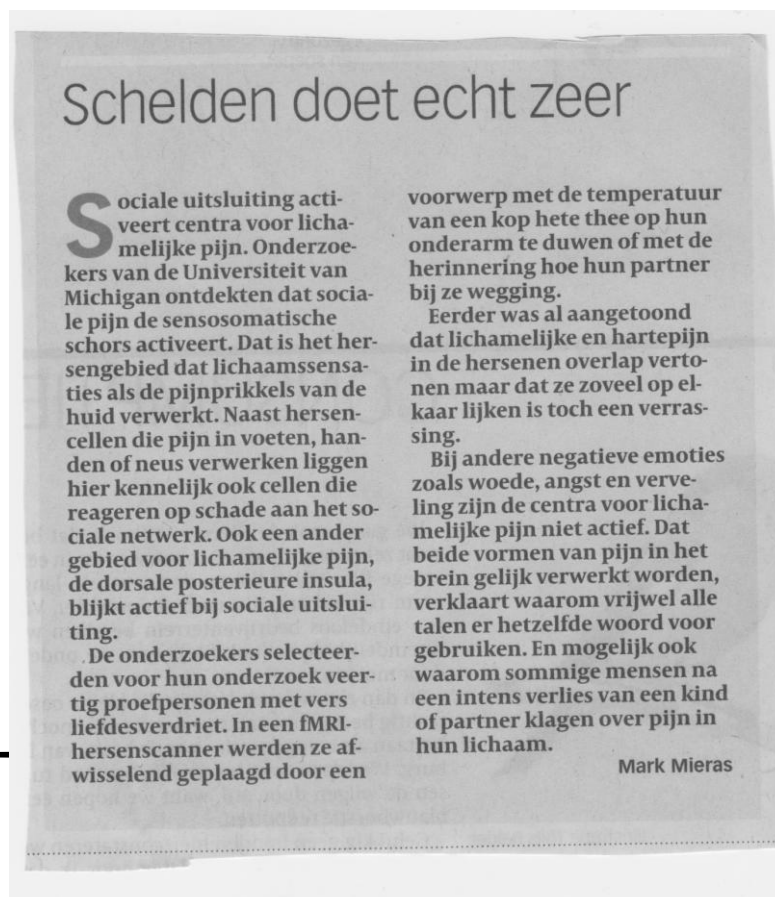 Schelden doet echt zeer
Sociale uitsluiting acti-
veert centra voor licha-
melijke pijn. Onderzoe-
kers van de Universiteit van
Michigan ontdekten dat socia-
le pijn de sensosomatische
schors activeert. Dat is het her-
sengebied dat lichaamssensa-
ties als de pijnprikkels van de
huid verwerkt. Naast hersen-
cellen die pijn in voeten, han-
den of neus verwerken liggen
hier kennelijk ook cellen die
reageren op schade aan het so-
ciale netwerk. Ook een ander
gebied voor lichamelijke pijn,
de dorsale posterieure insula,
blijkt actief bij sociale uitslui-
ting.
De onderzoekers selecteer-
den voor hun onderzoek veer-
tig proefpersonen met vers
liefdesverdriet. In een fMRI-
hersenscanner werden ze af-
wisselend geplaagd door een
voorwerp met de temperatuur
van een kop hete thee op hun
onderarm te duwen of met de
herinnering hoe hun partner
bij ze wegging.
Eerder was al aangetoond
dat lichamelijke en hartepijn
in de hersenen overlap verto-
nen maar dat ze zoveel op el-
kaar lijken is toch een verras-
sing.
Bij andere negatieve emoties
zoals woede, angst en verve-
ling zijn de centra voor licha-
melijke pijn niet actief. Dat
beide vormen van pijn in het
brein gelijk verwerkt worden,
verklaart waarom vrijwel alle
talen er hetzelfde woord voor
gebruiken. En mogelijk ook
waarom sommige mensen na
een intens verlies van een kind
of partner klagen over pijn in
hun lichaam.
Mark Mieras